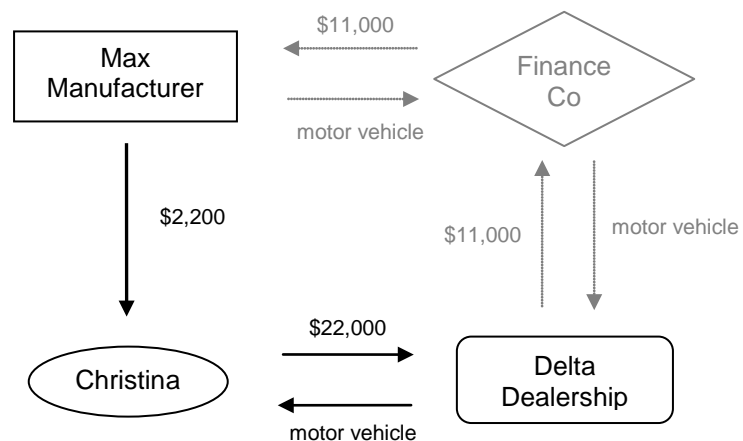 $11,000
Max
Manufacturer
Finance
Co
motor vehicle
$2,200
$11,000
motor vehicle
$22,000
Christina
Delta
Dealership
motor vehicle